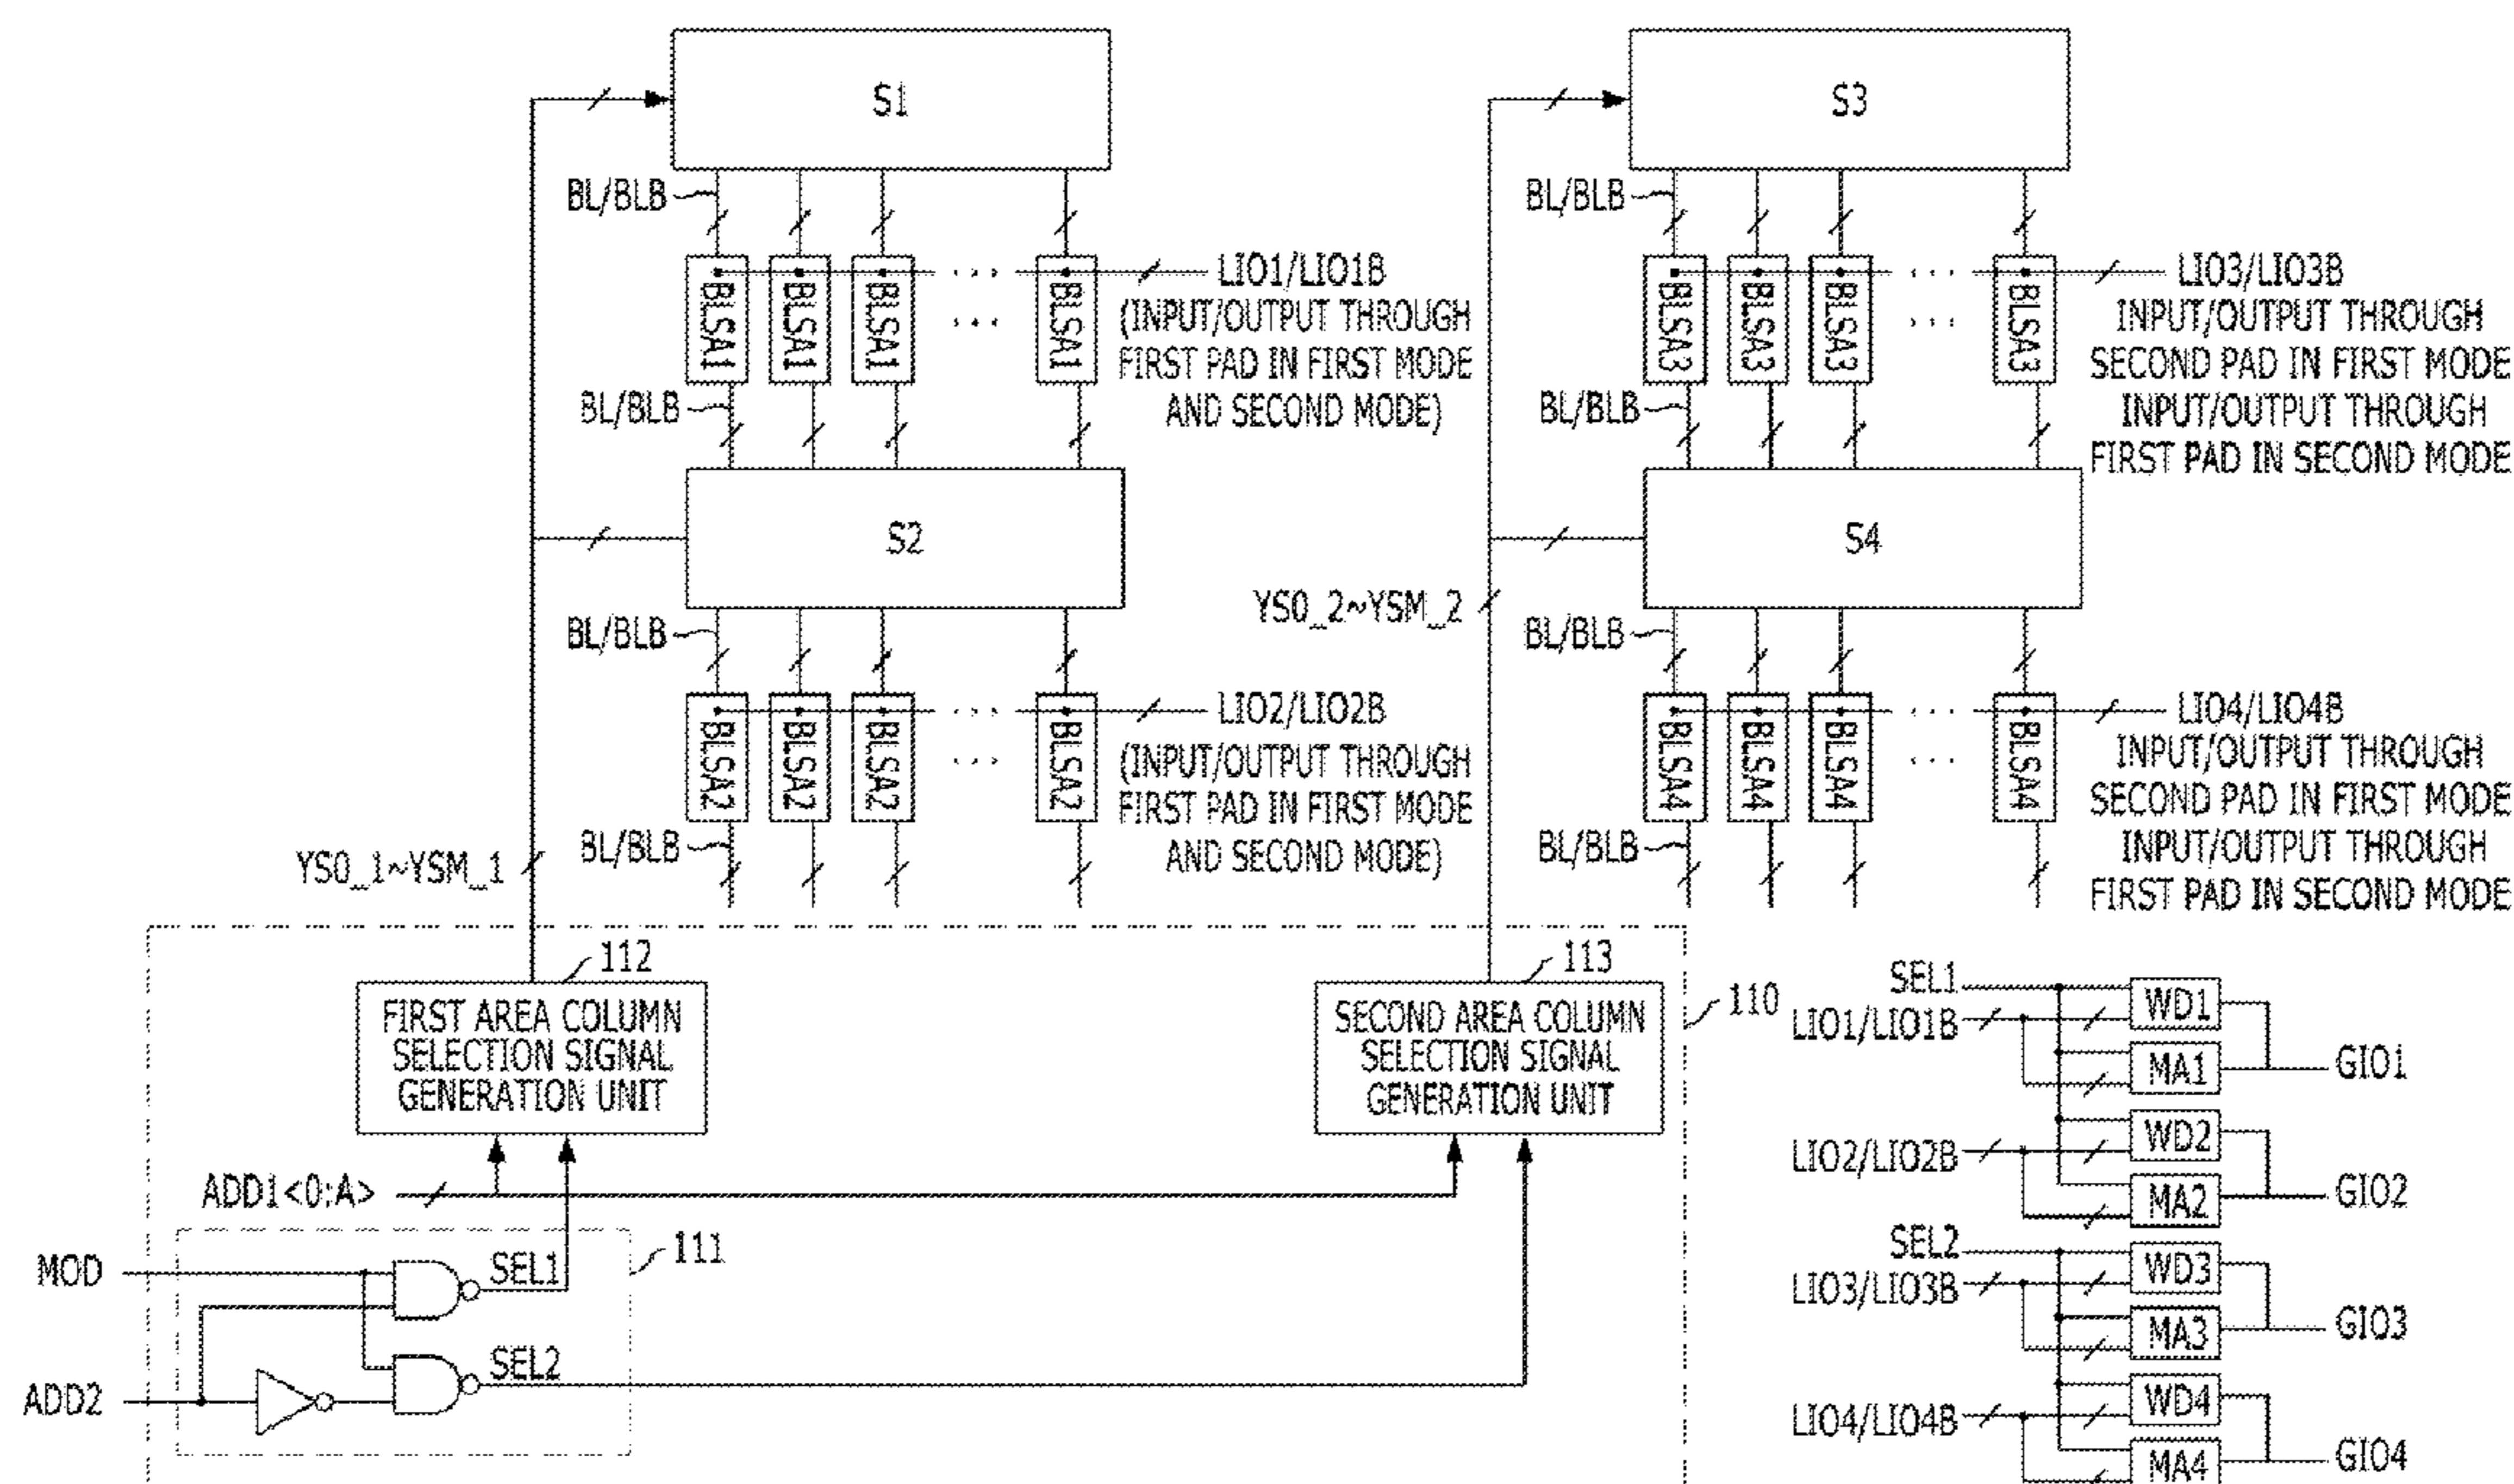 S1
S3
BL/BLB
BL/BLB
BLSA1
BLSA1
BLSA1
BLSA1
LIO1/LIO1B
(INPUT/OUTPUT THROUGH
FIRST PAD IN FIRST MODE
AND SECOND MODE)
BLSA3
BLSA3
BLSA3
BLSA3
LIO3/LIO3B
INPUT/OUTPUT THROUGH
SECOND PAD IN FIRST MODE
INPUT/OUTPUT THROUGH
FIRST PAD IN SECOND MODE
BL/BLB
BL/BLB
S2
S4
YS0_2~YSM_2
BL/BLB
BL/BLB
BLSA2
BLSA2
BLSA2
BLSA2
LIO2/LIO2B
(INPUT/OUTPUT THROUGH
FIRST PAD IN FIRST MODE
AND SECOND MODE)
BLSA4
BLSA4
BLSA4
BLSA4
LIO4/LIO4B
INPUT/OUTPUT THROUGH
SECOND PAD IN FIRST MODE
INPUT/OUTPUT THROUGH
FIRST PAD IN SECOND MODE
BL/BLB
BL/BLB
YS0_1~YSM_1
112
FIRST AREA COLUMN
SELECTION SIGNAL
GENERATION UNIT
113
SECOND AREA COLUMN
SELECTION SIGNAL
GENERATION UNIT
110
ADD1<0:A>
MOD
SEL1
111
ADD2
SEL2
SEL1
LIO1/LIO1B
WD1
MA1
GIO1
LIO2/LIO2B
WD2
MA2
GIO2
SEL2
LIO3/LIO3B
WD3
MA3
GIO3
LIO4/LIO4B
WD4
MA4
GIO4